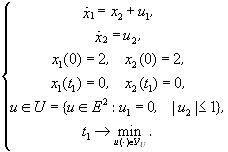 ẋ₁ = x₂ + u₁,
ẋ₂ = u₂,
x₁(0) = 2, x₂(0) = 2,
x₁(t₁) = 0, x₂(t₁) = 0,
u ∈ U = {u ∈ E² : u₁ = 0, |u₂| ≤ 1},
t₁ → min